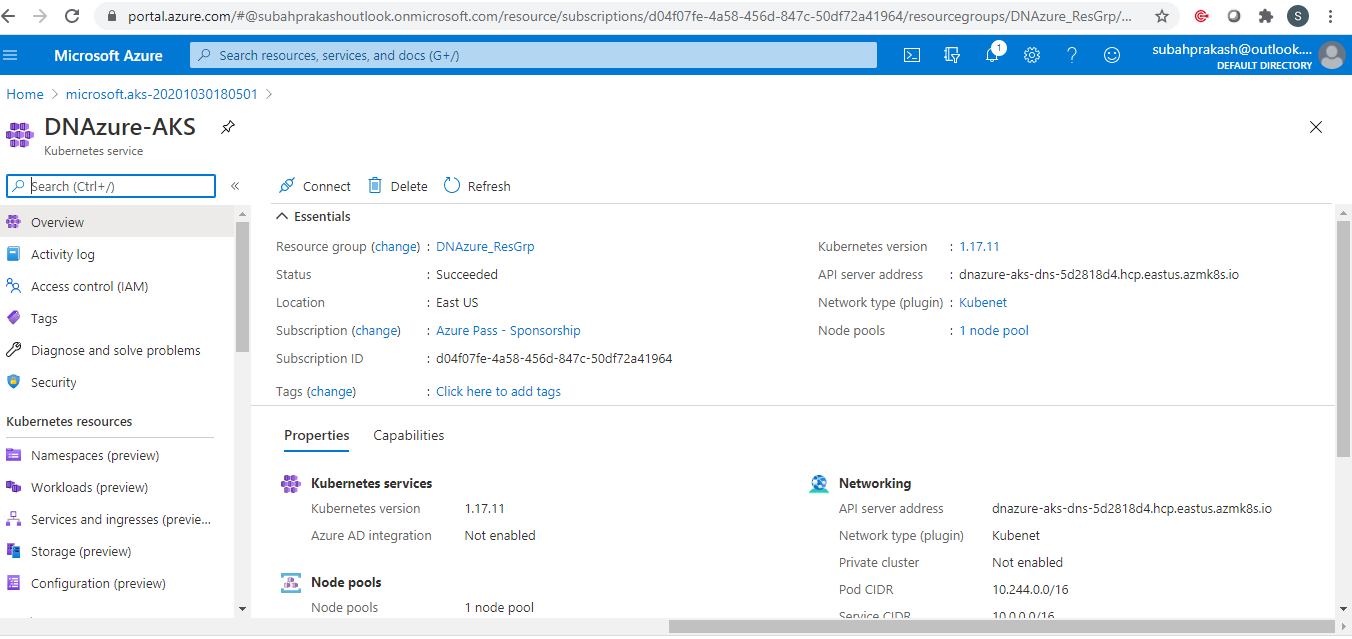 portal.azure.com/#@subahprakashoutlook.onmicrosoft.com/resource/subscriptions/d04f07fe-4a58-456d-847c-50df72a41964/resourcegroups/DNAzure_ResGrp/...
S
Microsoft Azure
Search resources, services, and docs (G+/)
1
subahprakash@outlook....
DEFAULT DIRECTORY
Home > microsoft.aks-20201030180501 >
DNAzure-AKS
Kubernetes service
Search (Ctrl+/)
«
Connect Delete Refresh
Overview
Activity log
Access control (IAM)
Tags
Diagnose and solve problems
Security
Kubernetes resources
Namespaces (preview)
Workloads (preview)
Services and ingresses (previe...
Storage (preview)
Configuration (preview)
Essentials
Resource group (change) : DNAzure_ResGrp
Status : Succeeded
Location : East US
Subscription (change) : Azure Pass - Sponsorship
Subscription ID : d04f07fe-4a58-456d-847c-50df72a41964
Tags (change) : Click here to add tags
Kubernetes version : 1.17.11
API server address : dnazure-aks-dns-5d2818d4.hcp.eastus.azmk8s.io
Network type (plugin) : Kubenet
Node pools : 1 node pool
Properties Capabilities
Kubernetes services
Kubernetes version 1.17.11
Azure AD integration Not enabled
Node pools
Node pools 1 node pool
Networking
API server address dnazure-aks-dns-5d2818d4.hcp.eastus.azmk8s.io
Network type (plugin) Kubenet
Private cluster Not enabled
Pod CIDR 10.244.0.0/16
Service CIDR 10.0.0.0/16